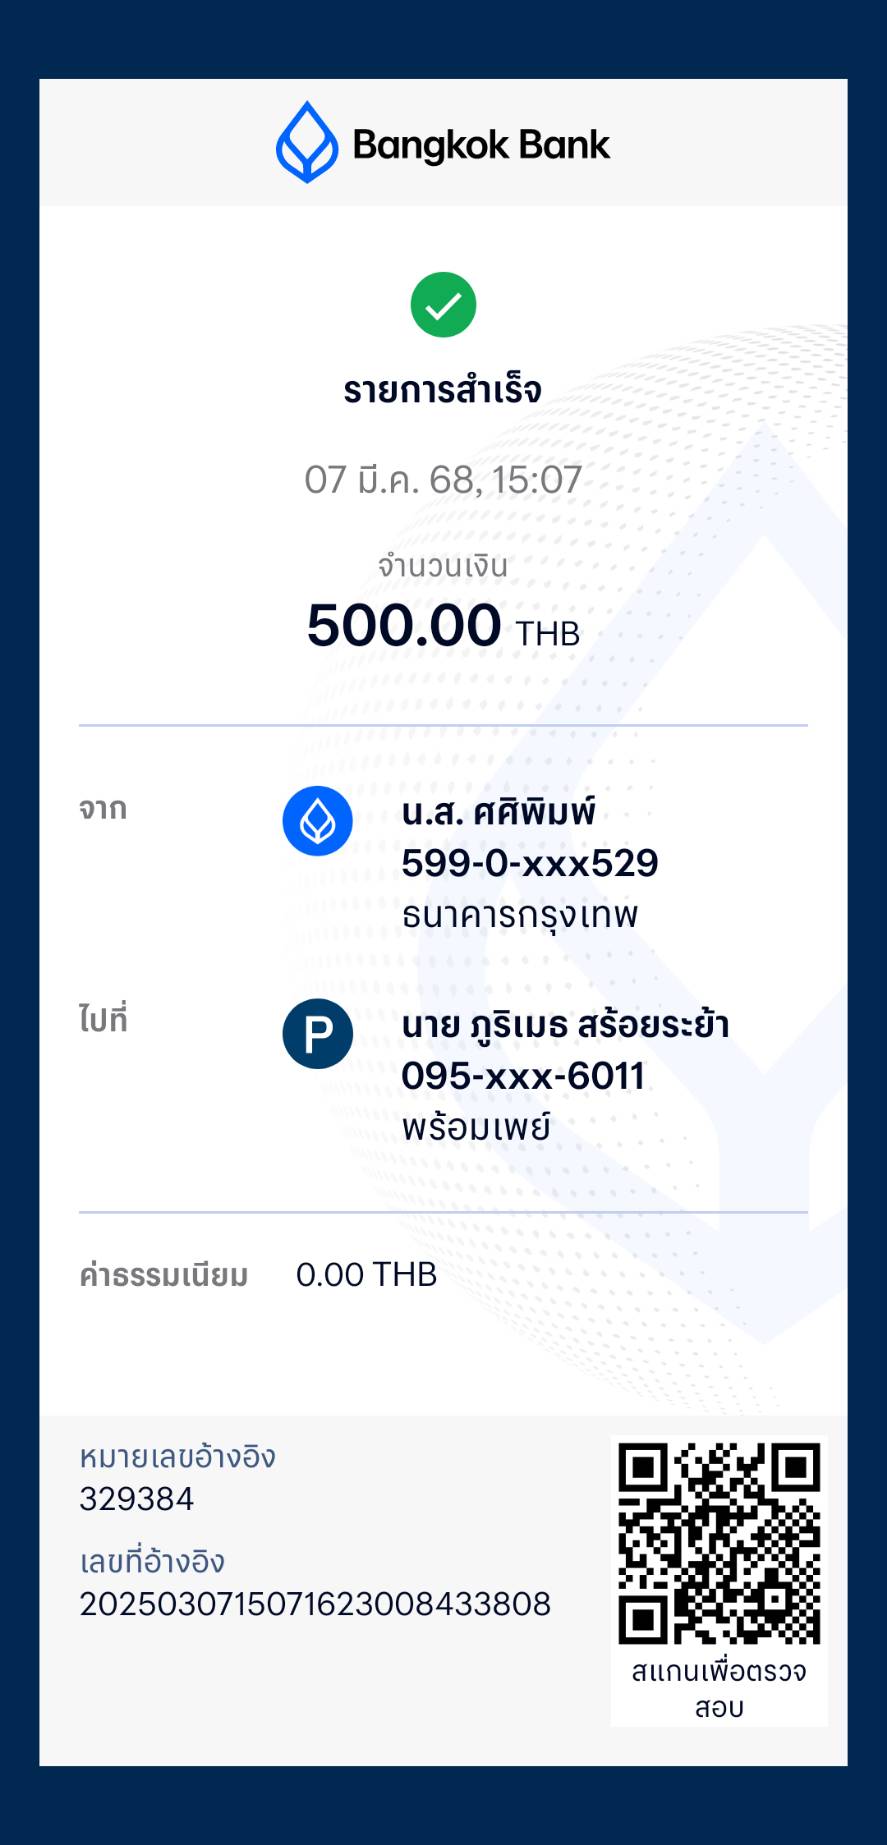 Bangkok Bank
รายการสำเร็จ
07 มี.ค. 68, 15:07
จำนวนเงิน
500.00 THB
จาก
น.ส. ศศิพิมพ์
599-0-xxx529
ธนาคารกรุงเทพ
ไปที่
P
นาย ภูริเมธ สร้อยระย้า
095-xxx-6011
พร้อมเพย์
ค่าธรรมเนียม 0.00 THB
หมายเลขอ้างอิง
329384
เลขที่อ้างอิง
2025030715071623008433808
สแกนเพื่อตรวจ
สอบ